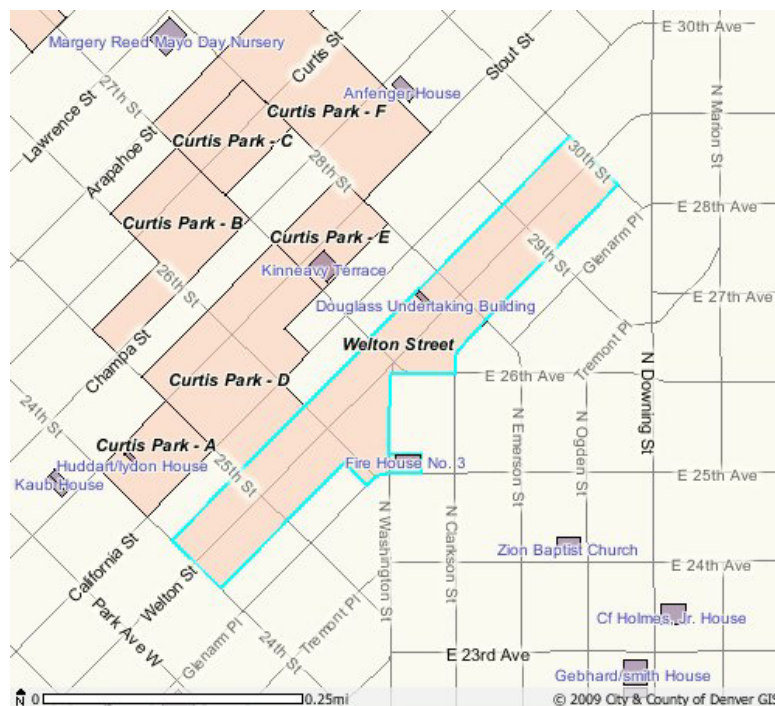 E 30th Ave
Margery Reed Mayo Day Nursery
Curtis St
Stout St
27th St
Anfenger House
Curtis Park - F
N Marion St
Lawrence St
Arapahoe St
Curtis Park - C
28th St
30th St
E 28th Ave
Curtis Park - B
Curtis Park - E
29th St
Glenarm Pl
Kinneavy Terrace
26th St
E 27th Ave
Douglass Undertaking Building
Welton Street
Tremont Pl
Champa St
Curtis Park - D
E 26th Ave
N Downing St
24th St
Curtis Park - A
N Emerson St
N Ogden St
Huddart/lydon House
25th St
Fire House No. 3
Kaub House
E 25th Ave
N Washington St
N Clarkson St
California St
Zion Baptist Church
E 24th Ave
Welton St
Park Ave W
Glenarm Pl
24th St
Tremont Pl
Cf Holmes, Jr. House
E 23rd Ave
Gebhard/smith House
N 0 0.25mi
© 2009 City & County of Denver GIS